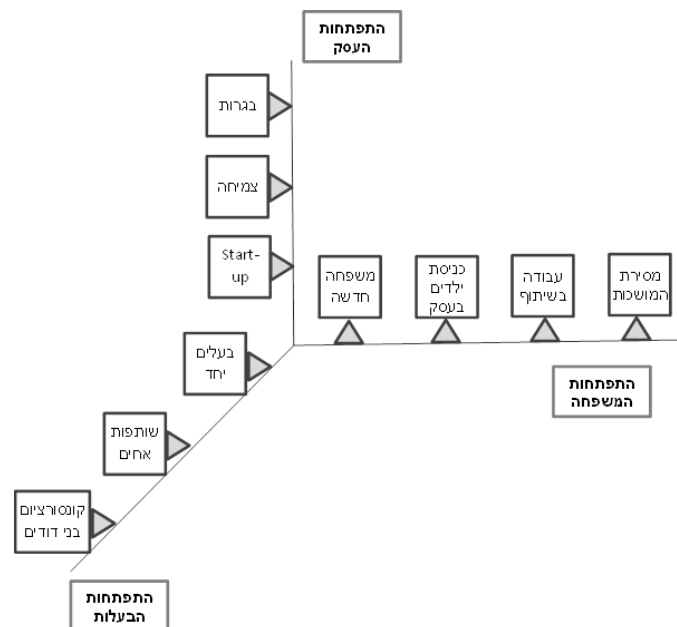 התפתחות
העסק
בגרות
צמיחה
Start-
up
משפחה
חדשה
כניסת
ילדים
בעסק
עבודה
בשיתוף
מסירת
המושכות
התפתחות
המשפחה
בעלים
יחד
שותפות
אחים
קונסורציום
בני דודים
התפתחות
הבעלות